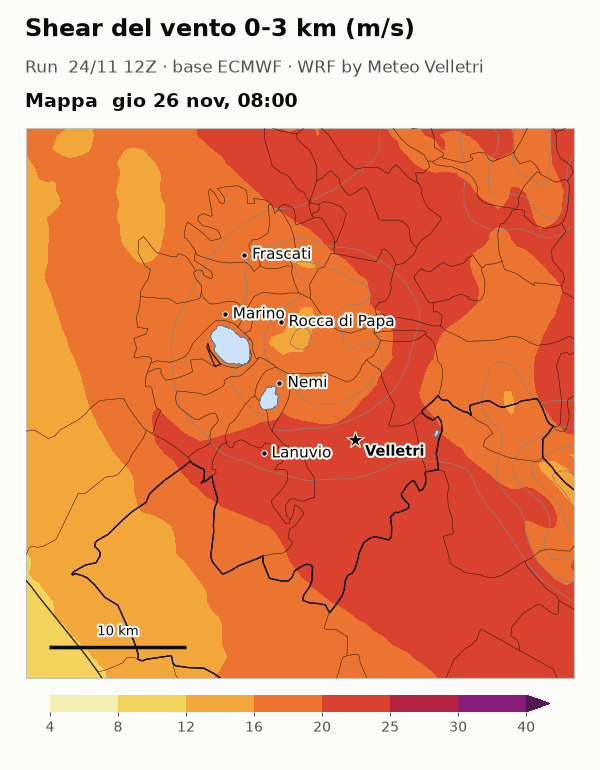 Shear del vento 0-3 km (m/s)
Run  24/11 12Z · base ECMWF · WRF by Meteo Velletri
Mappa  gio 26 nov, 08:00
Frascati
Marino
Rocca di Papa
Nemi
Velletri
Lanuvio
10 km
4 8 12 16 20 25 30 40